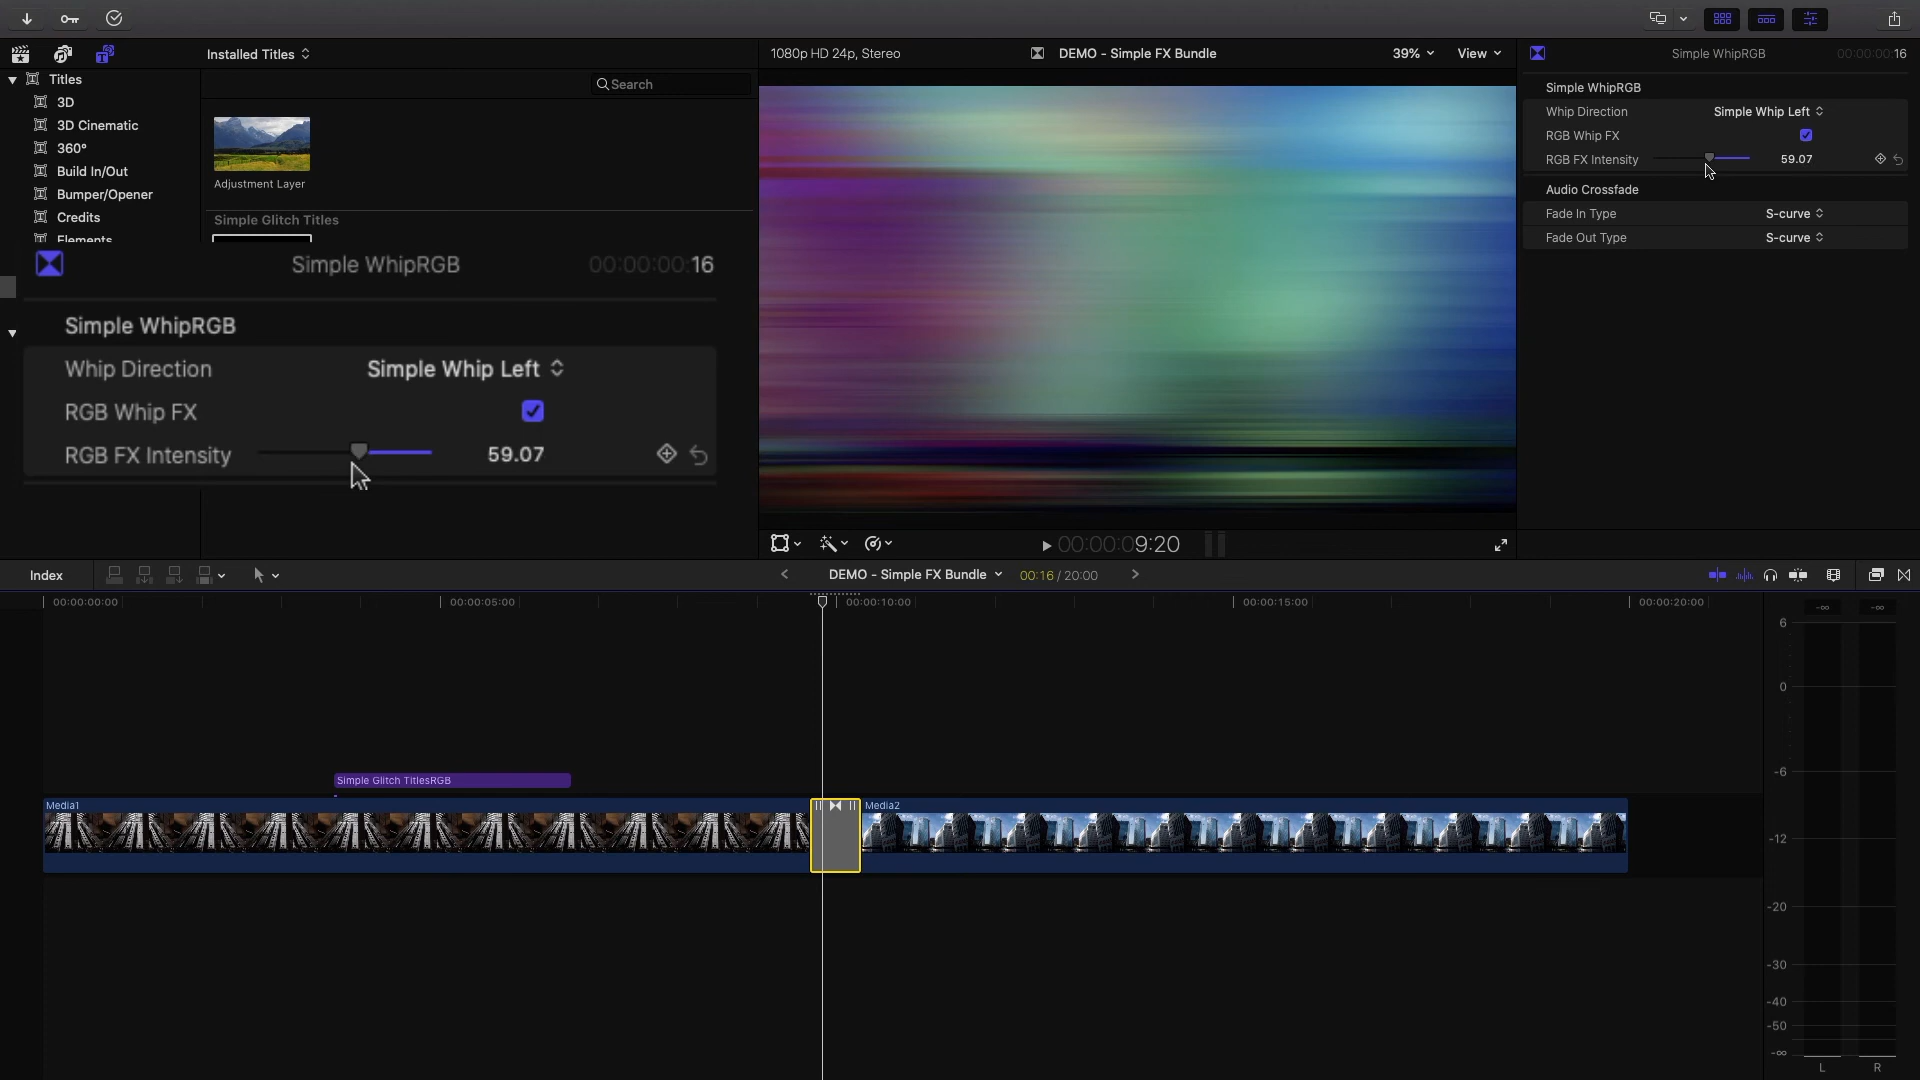 Installed Titles
1080p HD 24p, Stereo
DEMO - Simple FX Bundle
39%
View
Simple WhipRGB
00:00:00:16
Titles
Search
3D
3D Cinematic
360°
Build In/Out
Bumper/Opener
Credits
Elements
Adjustment Layer
Simple Glitch Titles
Simple WhipRGB
Whip Direction
Simple Whip Left
RGB Whip FX
RGB FX Intensity
59.07
Audio Crossfade
Fade In Type
S-curve
Fade Out Type
S-curve
Simple WhipRGB
00:00:00:16
Simple WhipRGB
Whip Direction
Simple Whip Left
RGB Whip FX
RGB FX Intensity
59.07
00:00:09:20
Index
DEMO - Simple FX Bundle
00:16 / 20:00
00:00:00:00
00:00:05:00
00:00:10:00
00:00:15:00
00:00:20:00
Simple Glitch TitlesRGB
Media1
Media2
-∞
-∞
6
0
-6
-12
-20
-30
-40
-50
-∞
L
R